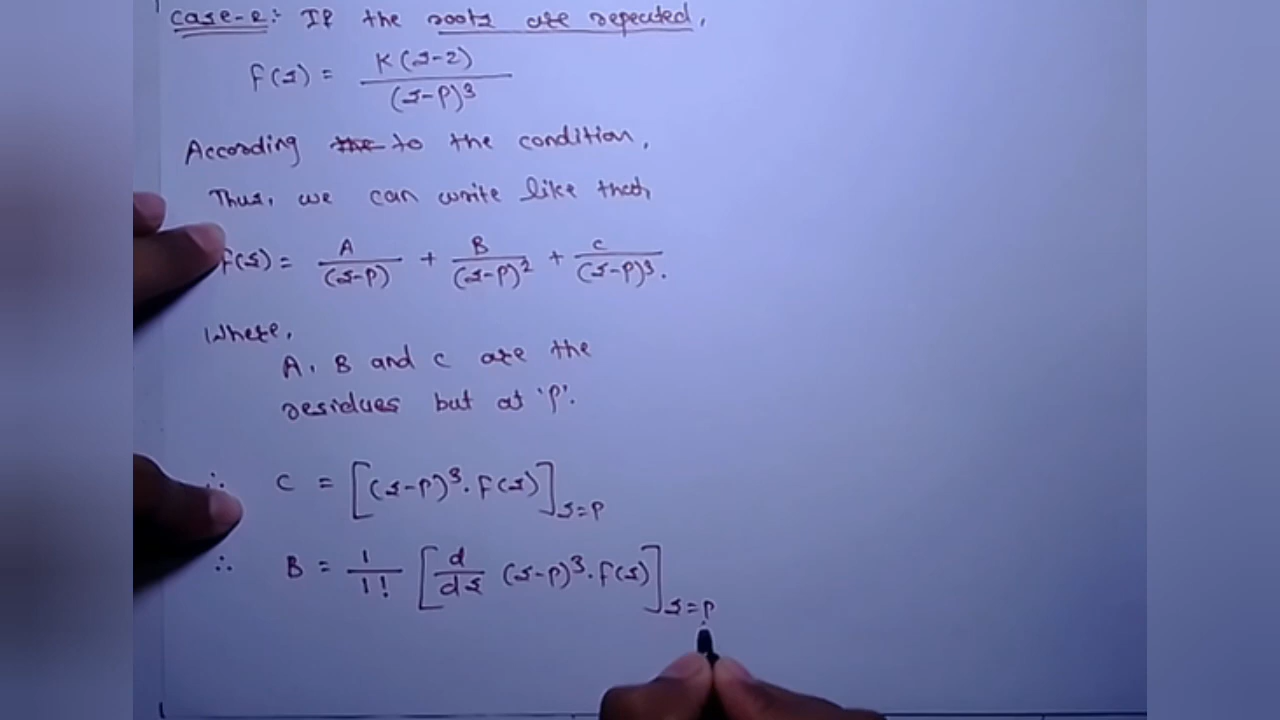 Case-2:- If the roots are repeated,
F(s) = K(s-z) / (s-p)³
According the to the condition,
Thus, we can write like that,
F(s) = A/(s-p) + B/(s-p)² + C/(s-p)³.
Where,
A, B and C are the
residues but at 'p'.
∴ C = [(s-p)³. F(s)]s=p
∴ B = 1/1! [d/ds (s-p)³. F(s)]s=p